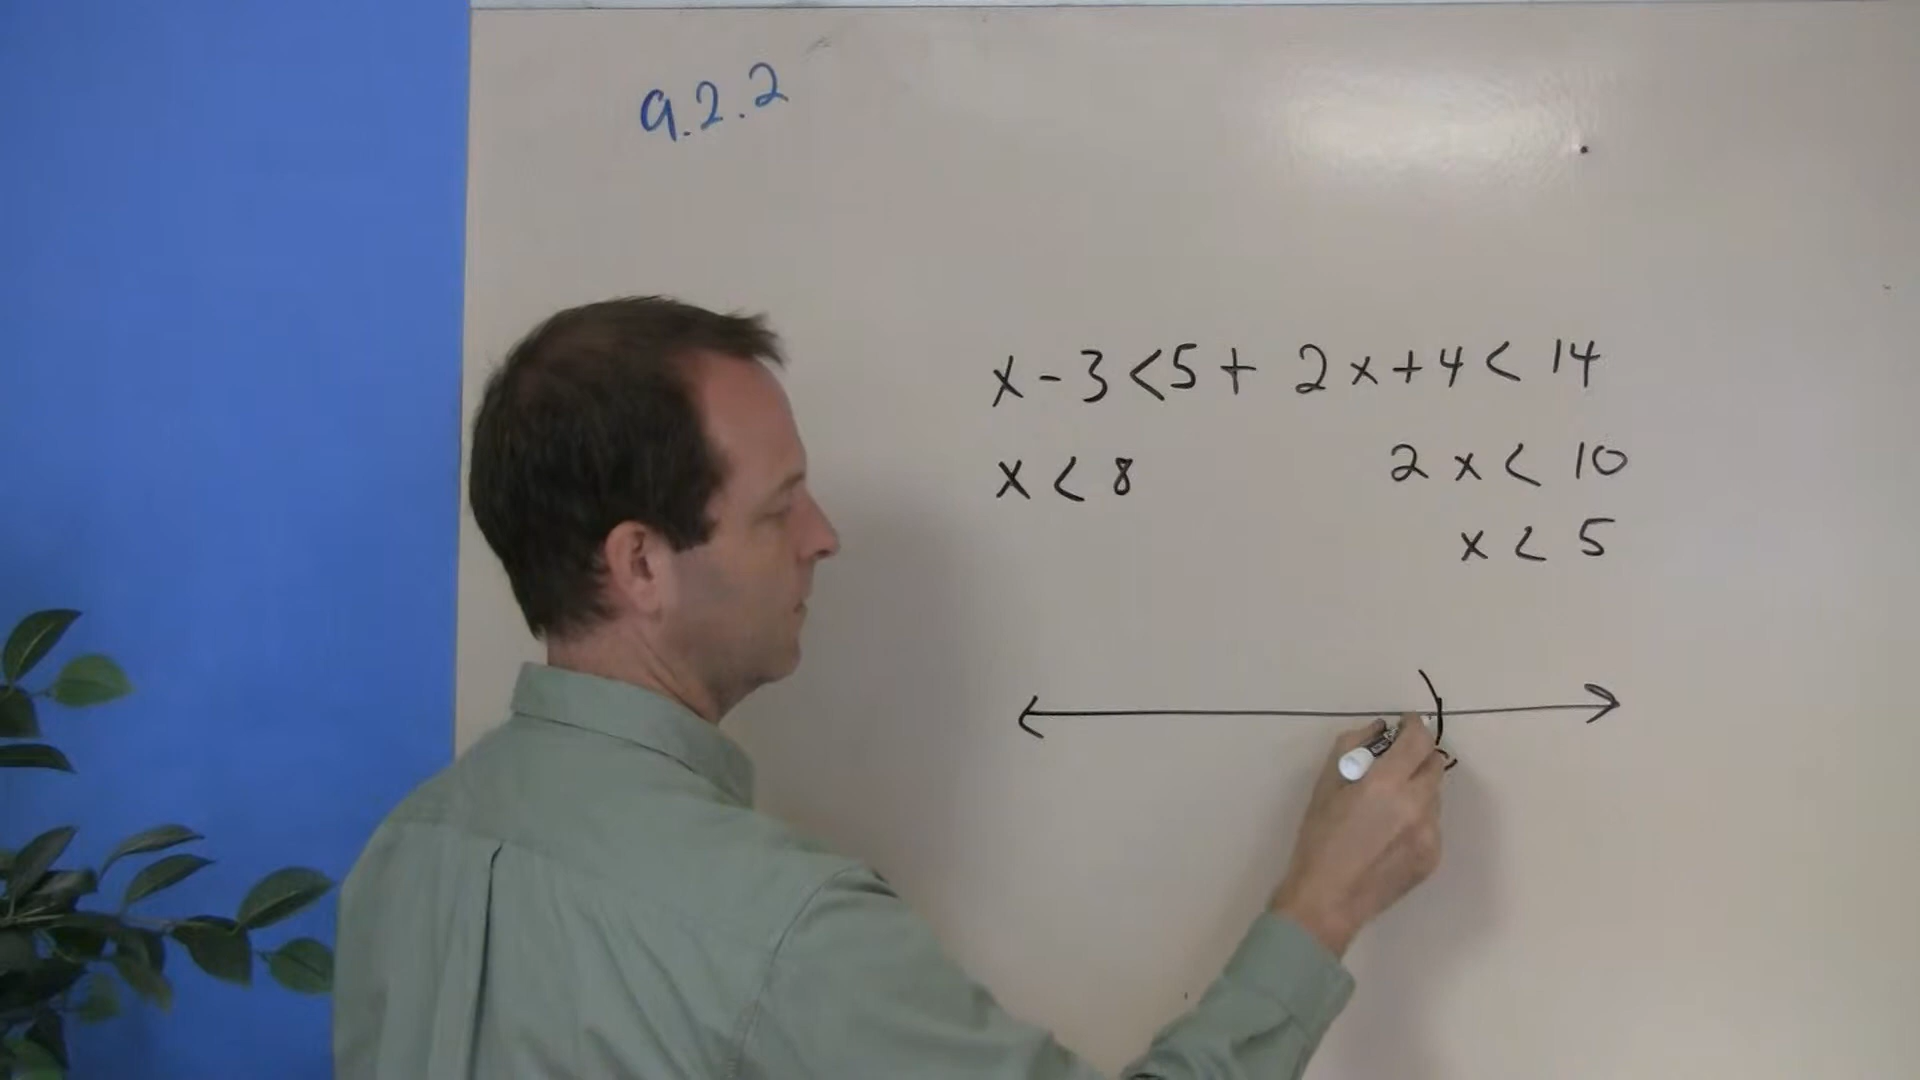 9.2.2
x - 3 < 5 + 2x + 4 < 14
x < 8 2x < 10
x < 5